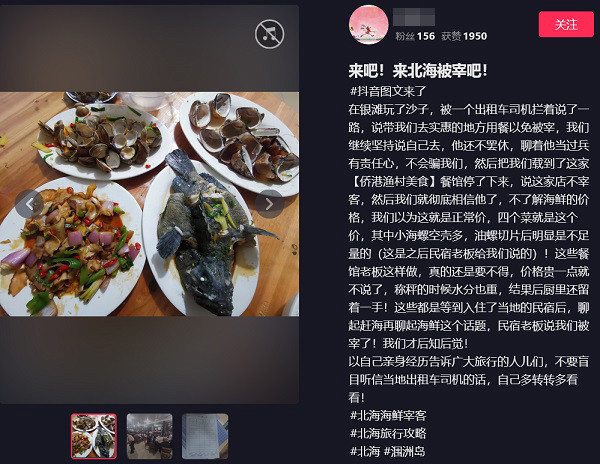 关注
粉丝 156 获赞 1950
来吧！来北海被宰吧！
#抖音图文来了
在银滩玩了沙子，被一个出租车司机拦着说了一
路，说带我们去实惠的地方用餐以免被宰，我们
继续坚持说自己去，他还不罢休，聊着他当过兵
有责任心，不会骗我们，然后把我们载到了这家
【侨港渔村美食】餐馆停了下来，说这家店不宰
客，然后我们就彻底相信他了，不了解海鲜的价
格，我们以为这就是正常价，四个菜就是这个
价，其中小海螺空壳多，油螺切片后明显是不足
量的（这是之后民宿老板给我们说的）！这些餐
馆老板这样做，真的还是要不得，价格贵一点就
不说了，称秤的时候水分也重，结果后厨里还留
着一手！这些都是等到入住了当地的民宿后，聊
起赶海再聊起海鲜这个话题，民宿老板说我们被
宰了！我们才后知后觉！
以自己亲身经历告诉广大旅行的人儿们，不要盲
目听信当地出租车司机的话，自己多转转多看
看！
#北海海鲜宰客
#北海旅行攻略
#北海 #涠洲岛